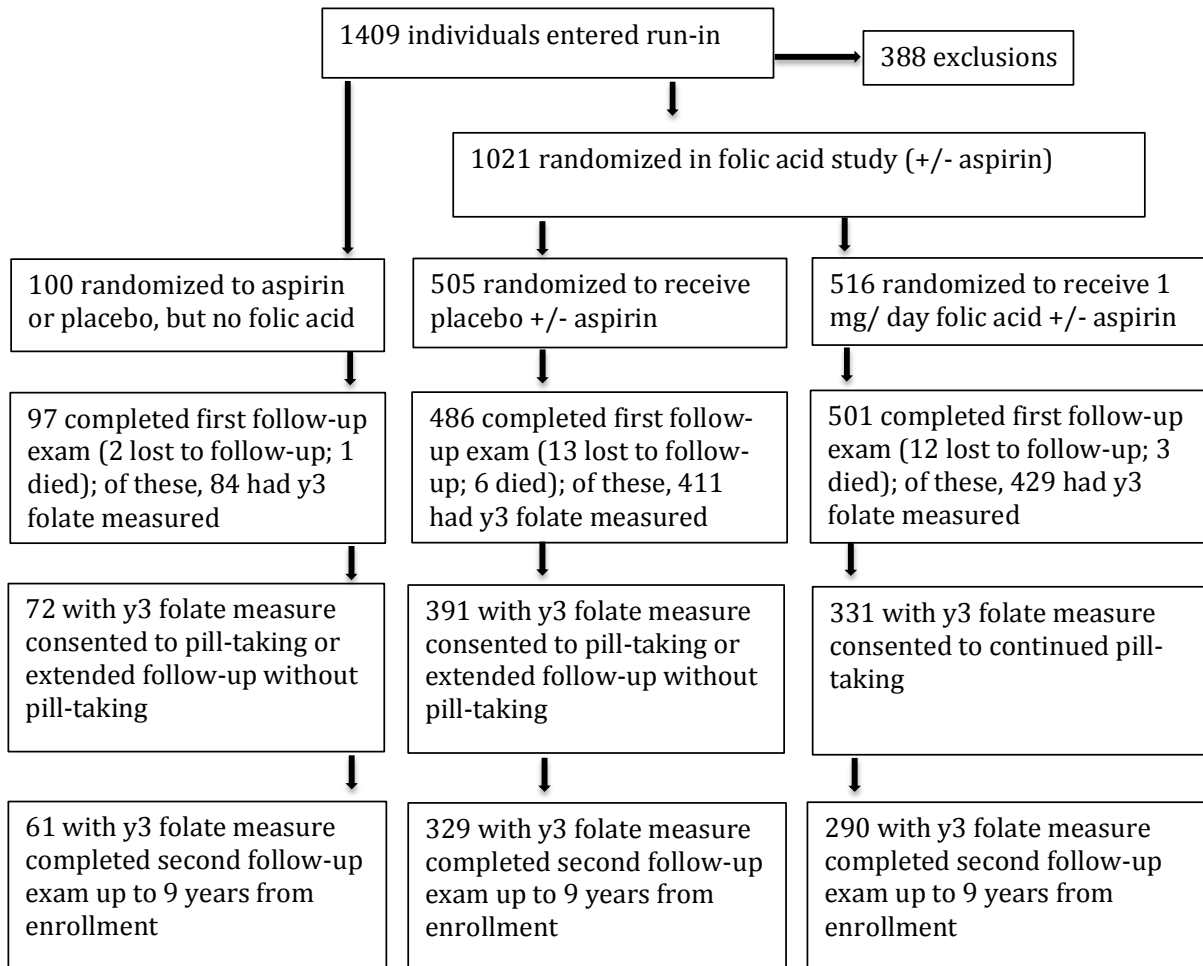 1409 individuals entered run-in
388 exclusions
1021 randomized in folic acid study (+/- aspirin)
100 randomized to aspirin
or placebo, but no folic acid
505 randomized to receive
placebo +/- aspirin
516 randomized to receive 1
mg/ day folic acid +/- aspirin
97 completed first follow-up
exam (2 lost to follow-up; 1
died); of these, 84 had y3
folate measured
486 completed first follow-
up exam (13 lost to follow-
up; 6 died); of these, 411
had y3 folate measured
501 completed first follow-up
exam (12 lost to follow-up; 3
died); of these, 429 had y3
folate measured
72 with y3 folate measure
consented to pill-taking or
extended follow-up without
pill-taking
391 with y3 folate measure
consented to pill-taking or
extended follow-up without
pill-taking
331 with y3 folate measure
consented to continued pill-
taking
61 with y3 folate measure
completed second follow-up
exam up to 9 years from
enrollment
329 with y3 folate measure
completed second follow-up
exam up to 9 years from
enrollment
290 with y3 folate measure
completed second follow-up
exam up to 9 years from
enrollment